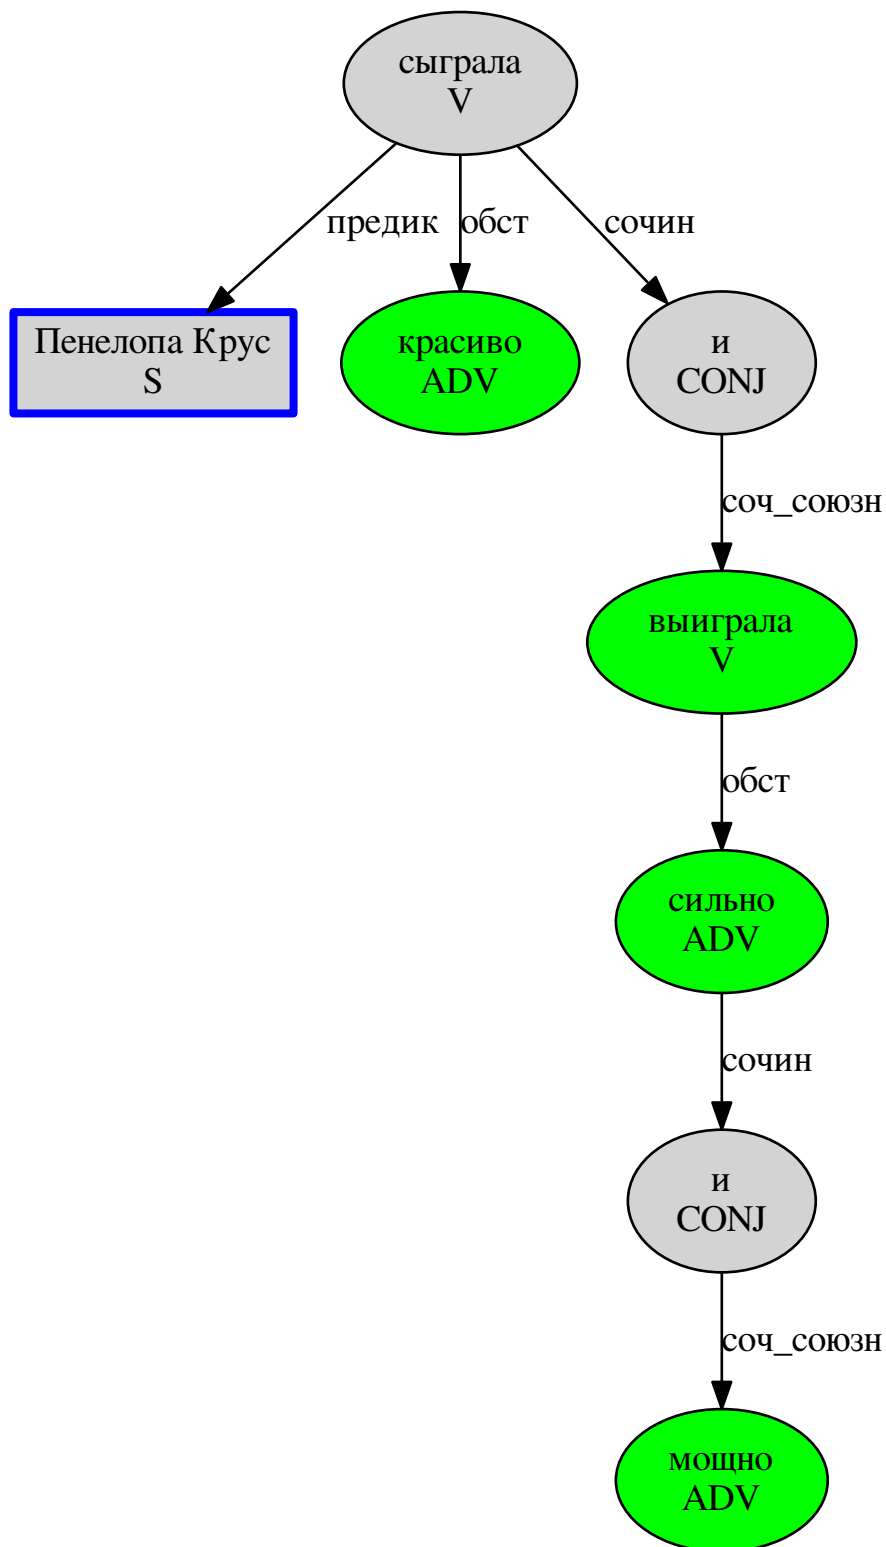 сыграла
V
предик
обст
сочин
Пенелопа Крус
S
красиво
ADV
и
CONJ
соч_союзн
выиграла
V
обст
сильно
ADV
сочин
и
CONJ
соч_союзн
мощно
ADV